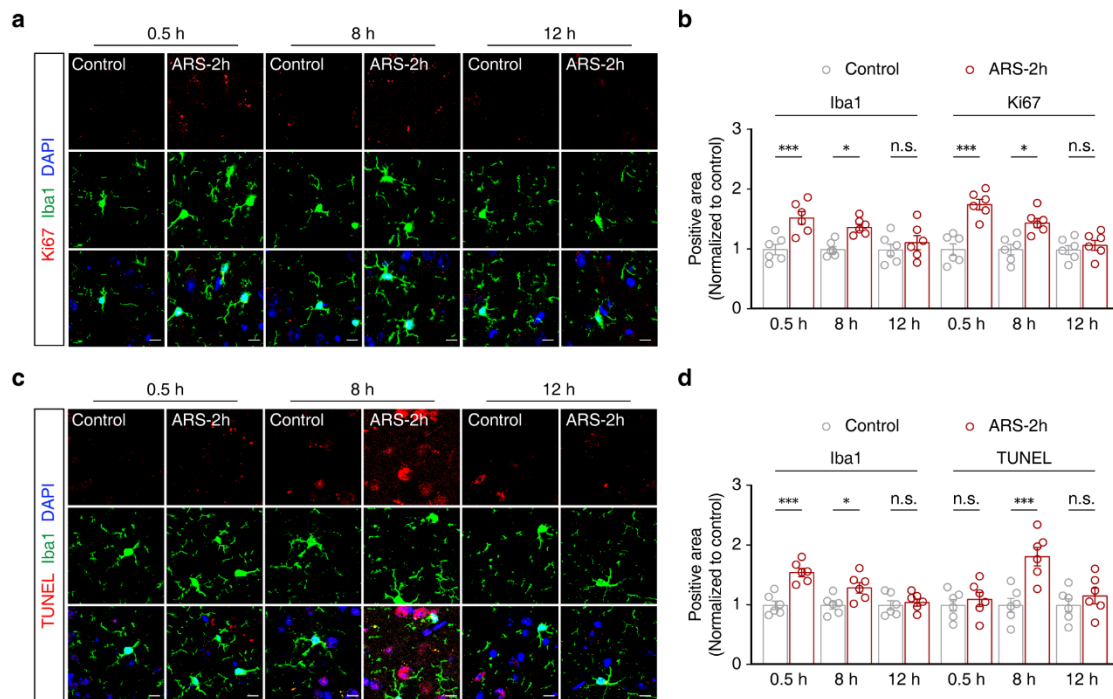 a
0.5 h 8 h 12 h
Control ARS-2h Control ARS-2h Control ARS-2h
Ki67 Iba1 DAPI
b
Control ARS-2h
Iba1 Ki67
*** * n.s. *** * n.s.
Positive area
(Normalized to control)
3
2
1
0
0.5 h 8 h 12 h 0.5 h 8 h 12 h
c
0.5 h 8 h 12 h
Control ARS-2h Control ARS-2h Control ARS-2h
TUNEL Iba1 DAPI
d
Control ARS-2h
Iba1 TUNEL
*** * n.s. n.s. *** n.s.
Positive area
(Normalized to control)
3
2
1
0
0.5 h 8 h 12 h 0.5 h 8 h 12 h